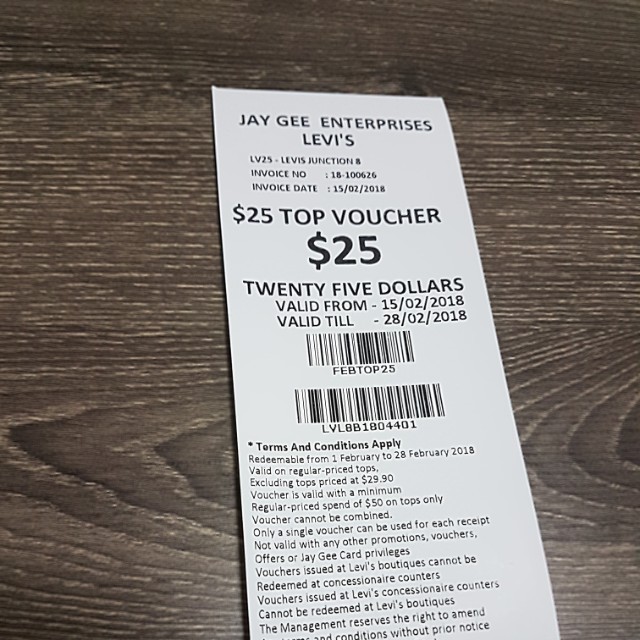 JAY GEE ENTERPRISES
LEVI'S
LV25 - LEVIS JUNCTION 8
INVOICE NO : 18-100626
INVOICE DATE : 15/02/2018
$25 TOP VOUCHER
$25
TWENTY FIVE DOLLARS
VALID FROM - 15/02/2018
VALID TILL - 28/02/2018
FEBTOP25
LVL8B1804401
* Terms And Conditions Apply
Redeemable from 1 February to 28 February 2018
Valid on regular-priced tops,
Excluding tops priced at $29.90
Voucher is valid with a minimum
Regular-priced spend of $50 on tops only
Voucher cannot be combined.
Only a single voucher can be used for each receipt
Not valid with any other promotions, vouchers,
Offers or Jay Gee Card privileges
Vouchers issued at Levi's boutiques cannot be
Redeemed at concessionaire counters
Vouchers issued at Levi's concessionaire counters
Cannot be redeemed at Levi's boutiques
The Management reserves the right to amend
and conditions without prior notice